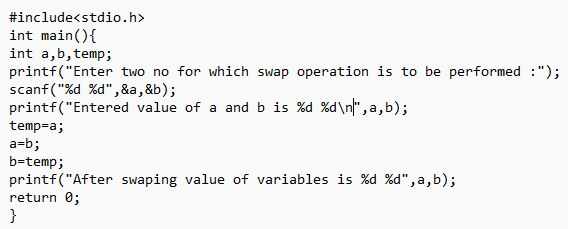 #include<stdio.h>
int main(){
int a,b,temp;
printf("Enter two no for which swap operation is to be performed :");
scanf("%d %d",&a,&b);
printf("Entered value of a and b is %d %d\n",a,b);
temp=a;
a=b;
b=temp;
printf("After swaping value of variables is %d %d",a,b);
return 0;
}